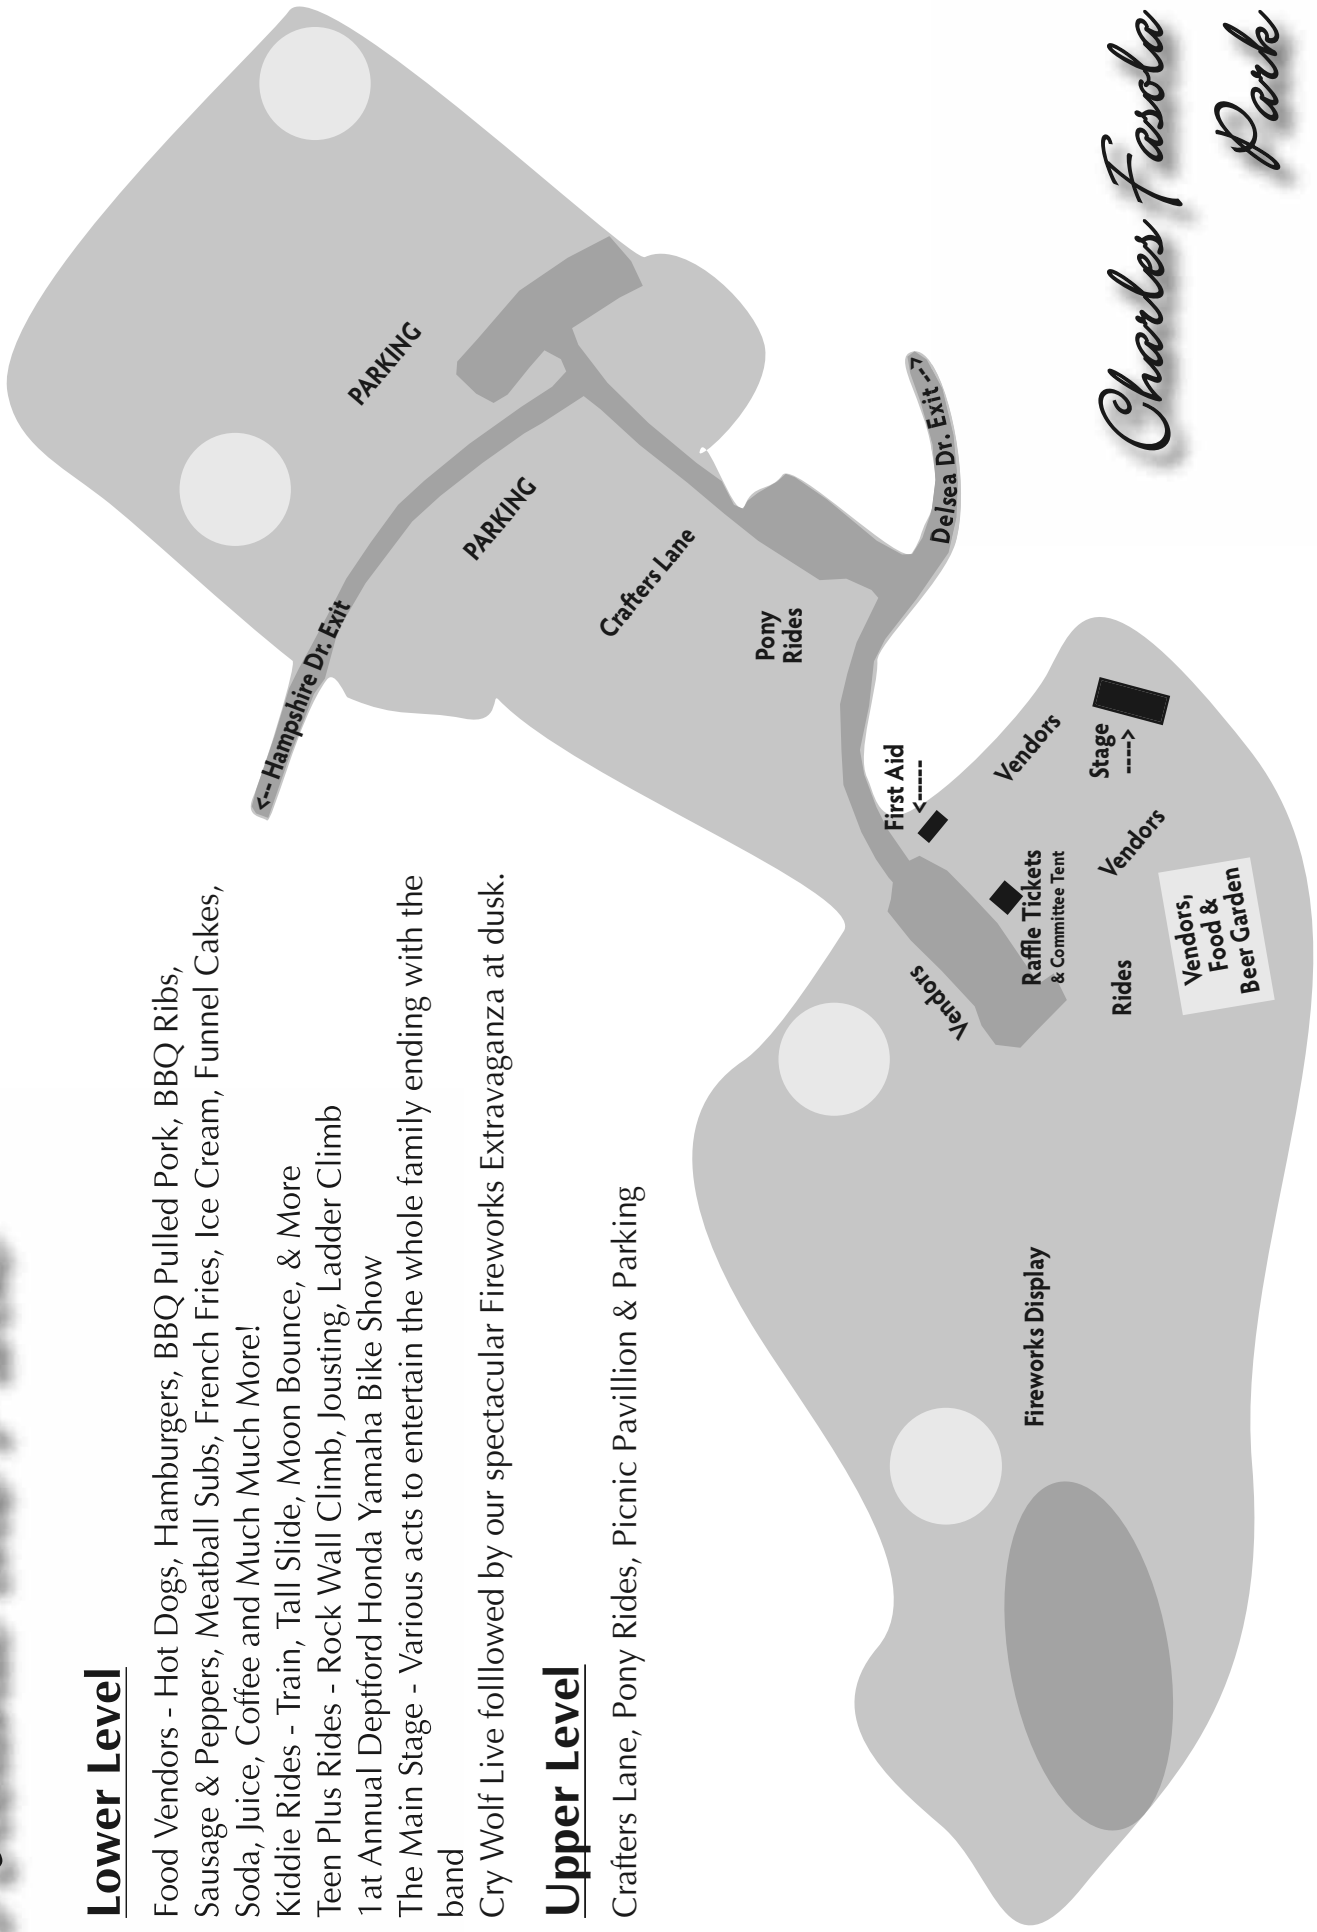 Lower Level
Food Vendors - Hot Dogs, Hamburgers, BBQ Pulled Pork, BBQ Ribs,
Sausage & Peppers, Meatball Subs, French Fries, Ice Cream, Funnel Cakes,
Soda, Juice, Coffee and Much Much More!
Kiddie Rides - Train, Tall Slide, Moon Bounce, & More
Teen Plus Rides - Rock Wall Climb, Jousting, Ladder Climb
1at Annual Deptford Honda Yamaha Bike Show
The Main Stage - Various acts to entertain the whole family ending with the
band
Cry Wolf Live folllowed by our spectacular Fireworks Extravaganza at dusk.
Upper Level
Crafters Lane, Pony Rides, Picnic Pavillion & Parking
<-- Hampshire Dr. Exit
PARKING
PARKING
Crafters Lane
Pony
Rides
Delsea Dr. Exit -->
First Aid
<-----
Vendors
Stage
---->
Vendors
Vendors
Raffle Tickets
& Committee Tent
Rides
Vendors,
Food &
Beer Garden
Fireworks Display
Charles Fasola
Park